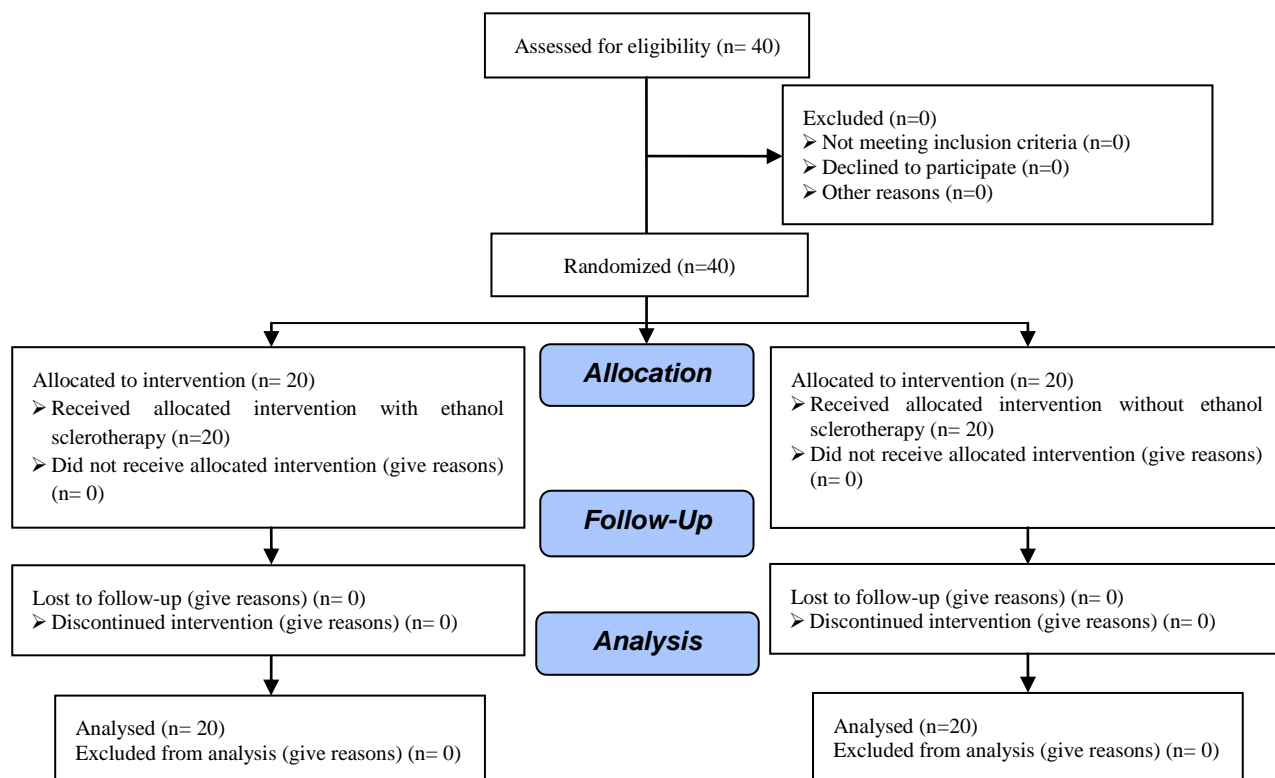 Assessed for eligibility (n= 40)
Excluded (n=0)
➢ Not meeting inclusion criteria (n=0)
➢ Declined to participate (n=0)
➢ Other reasons (n=0)
Randomized (n=40)
Allocation
Allocated to intervention (n= 20)
➢ Received allocated intervention with ethanol
sclerotherapy (n=20)
➢ Did not receive allocated intervention (give reasons)
(n= 0)
Allocated to intervention (n= 20)
➢ Received allocated intervention without ethanol
sclerotherapy (n= 20)
➢ Did not receive allocated intervention (give reasons)
(n= 0)
Follow-Up
Lost to follow-up (give reasons) (n= 0)
➢ Discontinued intervention (give reasons) (n= 0)
Lost to follow-up (give reasons) (n= 0)
➢ Discontinued intervention (give reasons) (n= 0)
Analysis
Analysed (n= 20)
Excluded from analysis (give reasons) (n= 0)
Analysed (n=20)
Excluded from analysis (give reasons) (n= 0)